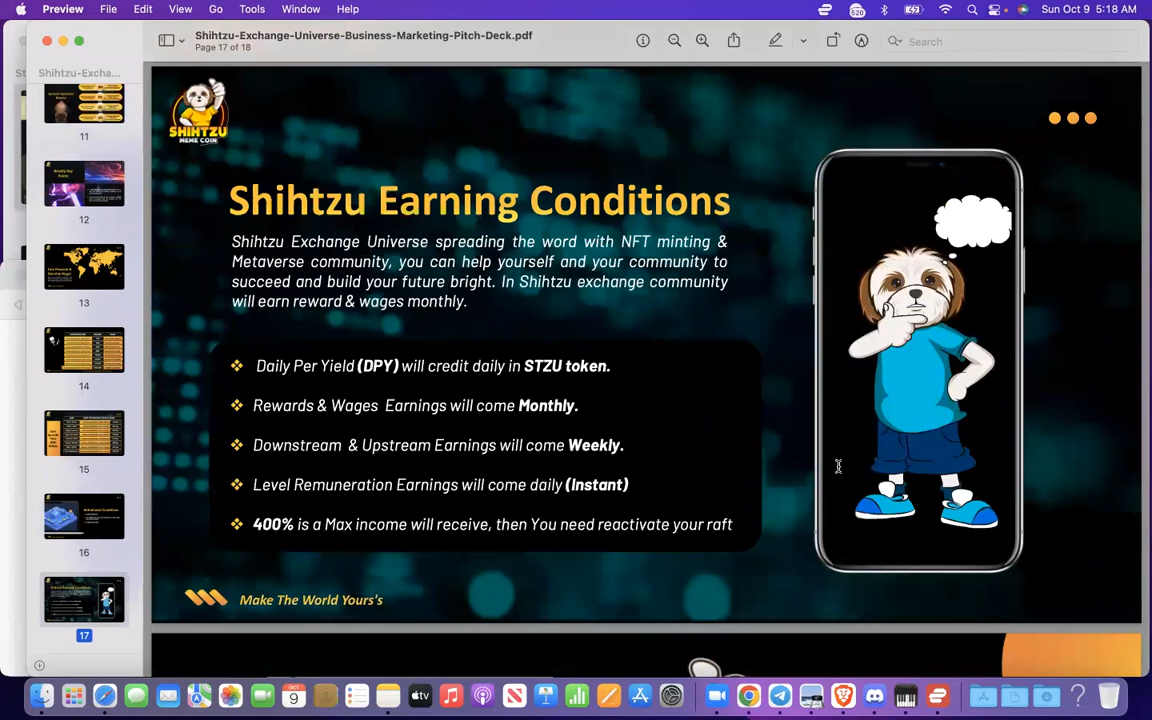 Preview File Edit View Go Tools Window Help
520
Sun Oct 9 5:18 AM
Shihtzu-Exchange-Universe-Business-Marketing-Pitch-Deck.pdf
Page 17 of 18
Search
Shihtzu-Excha...
11
12
13
14
15
16
17
SHIHTZU
MEME COIN
Shihtzu Earning Conditions
Shihtzu Exchange Universe spreading the word with NFT minting &
Metaverse community, you can help yourself and your community to
succeed and build your future bright. In Shihtzu exchange community
will earn reward & wages monthly.
Daily Per Yield (DPY) will credit daily in STZU token.
Rewards & Wages Earnings will come Monthly.
Downstream & Upstream Earnings will come Weekly.
Level Remuneration Earnings will come daily (Instant)
400% is a Max income will receive, then You need reactivate your raft
Make The World Yours's
OCT
9
tv